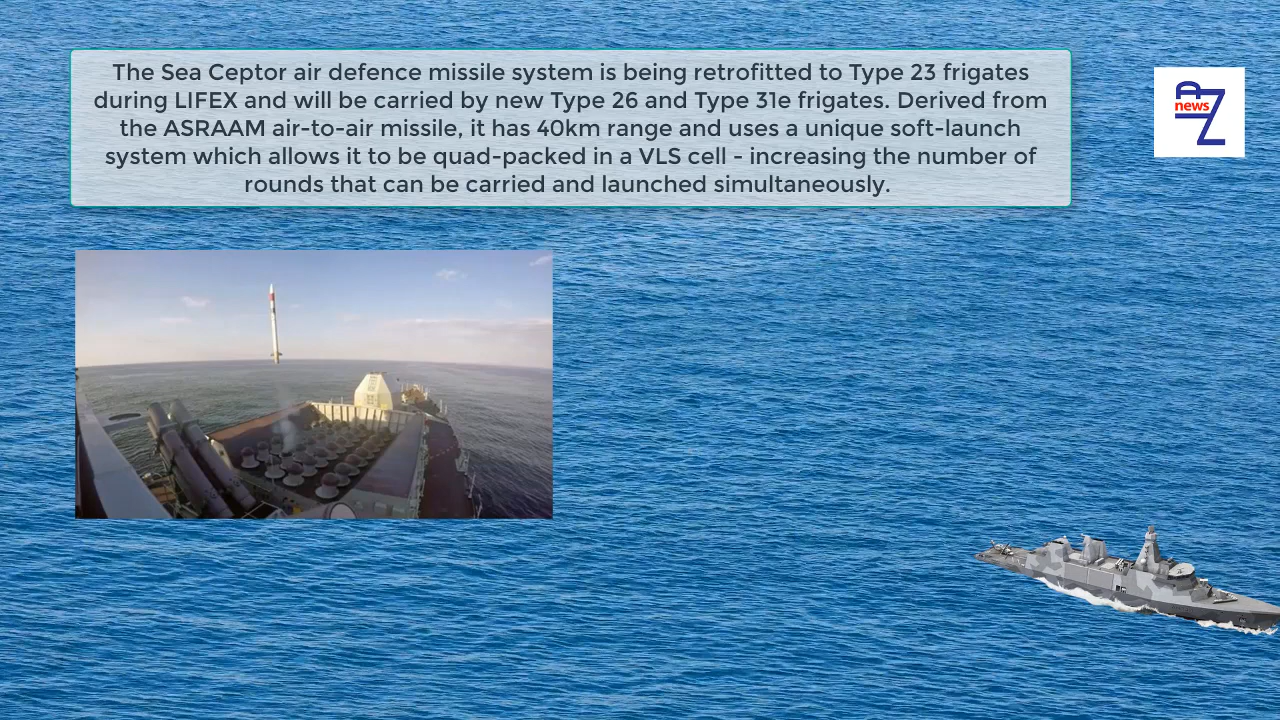 The Sea Ceptor air defence missile system is being retrofitted to Type 23 frigates
during LIFEX and will be carried by new Type 26 and Type 31e frigates. Derived from
the ASRAAM air-to-air missile, it has 40km range and uses a unique soft-launch
system which allows it to be quad-packed in a VLS cell - increasing the number of
rounds that can be carried and launched simultaneously.
A
news
Z